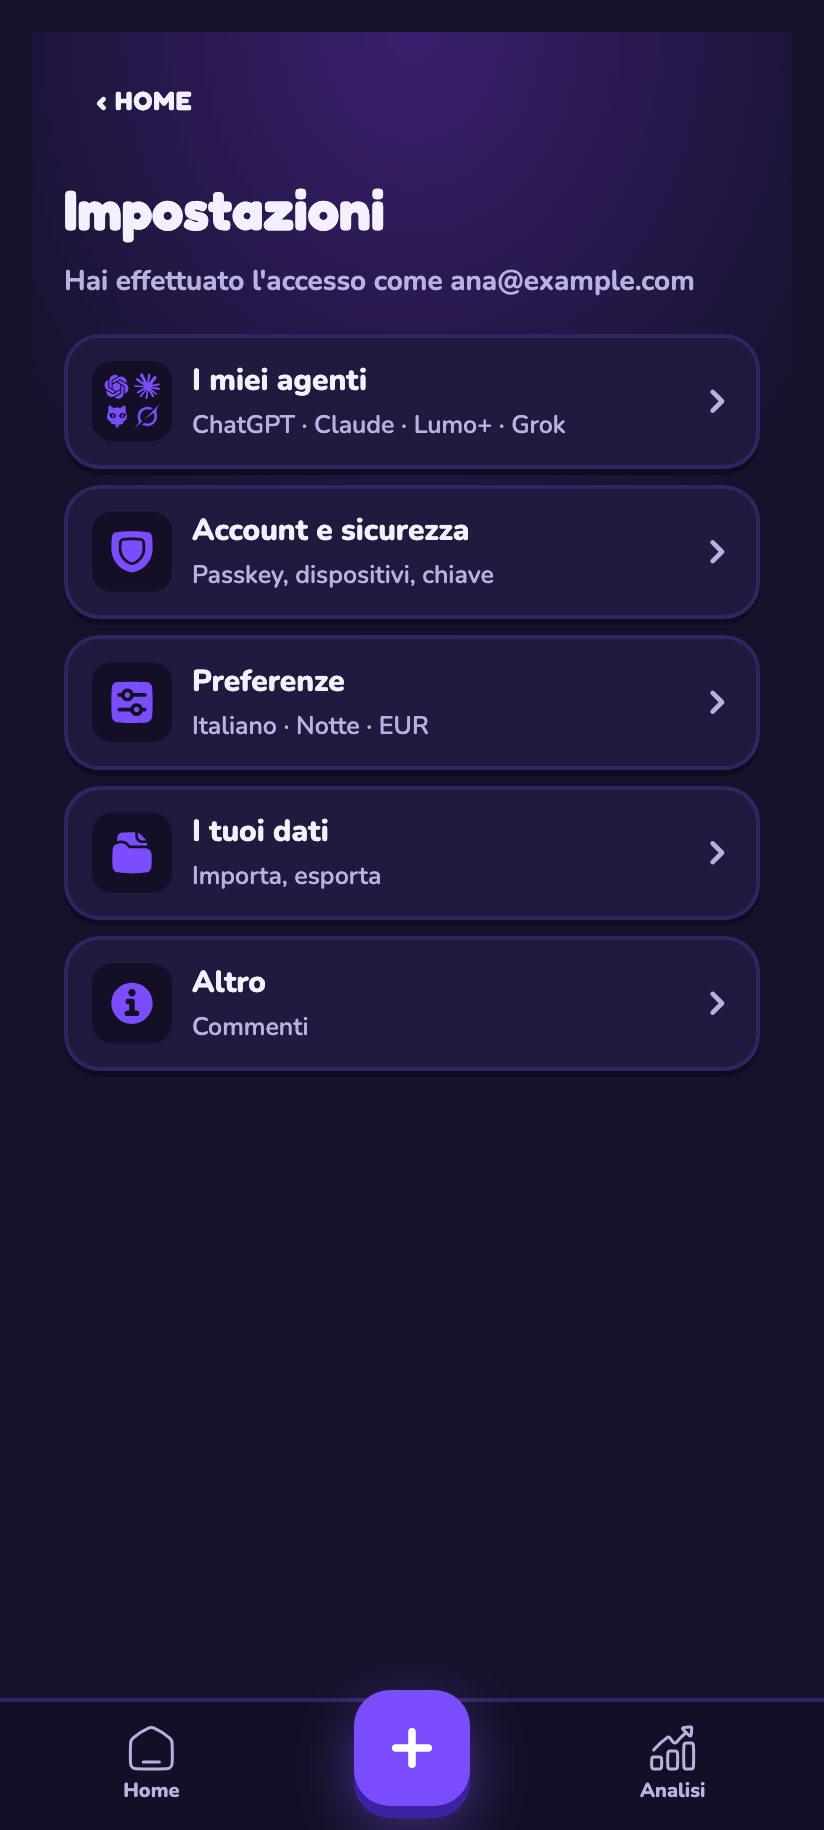 ‹ HOME
Impostazioni
Hai effettuato l'accesso come ana@example.com
I miei agenti
ChatGPT · Claude · Lumo+ · Grok
Account e sicurezza
Passkey, dispositivi, chiave
Preferenze
Italiano · Notte · EUR
I tuoi dati
Importa, esporta
Altro
Commenti
Home
Analisi